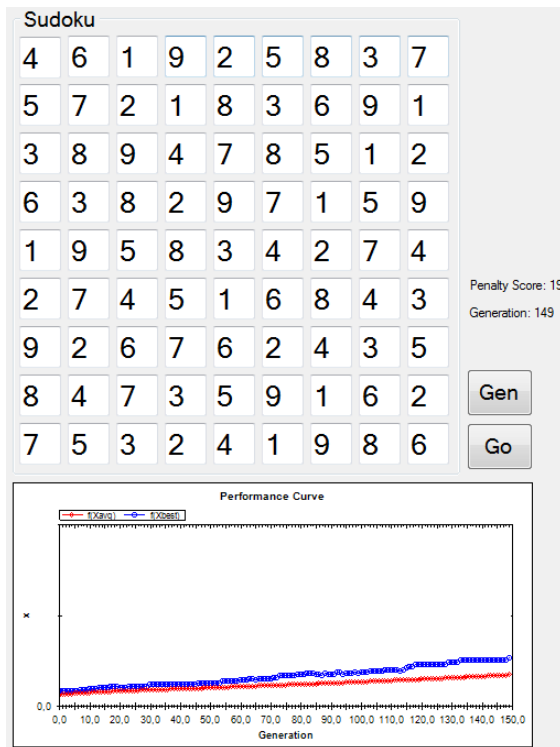 Sudoku
4 6 1 9 2 5 8 3 7
5 7 2 1 8 3 6 9 1
3 8 9 4 7 8 5 1 2
6 3 8 2 9 7 1 5 9
1 9 5 8 3 4 2 7 4
2 7 4 5 1 6 8 4 3
9 2 6 7 6 2 4 3 5
8 4 7 3 5 9 1 6 2
7 5 3 2 4 1 9 8 6
Penalty Score: 19
Generation: 149
Gen
Go
Performance Curve
f(Xavg) f(Xbest)
x
0,0
0,0 10,0 20,0 30,0 40,0 50,0 60,0 70,0 80,0 90,0 100,0 110,0 120,0 130,0 140,0 150,0
Generation